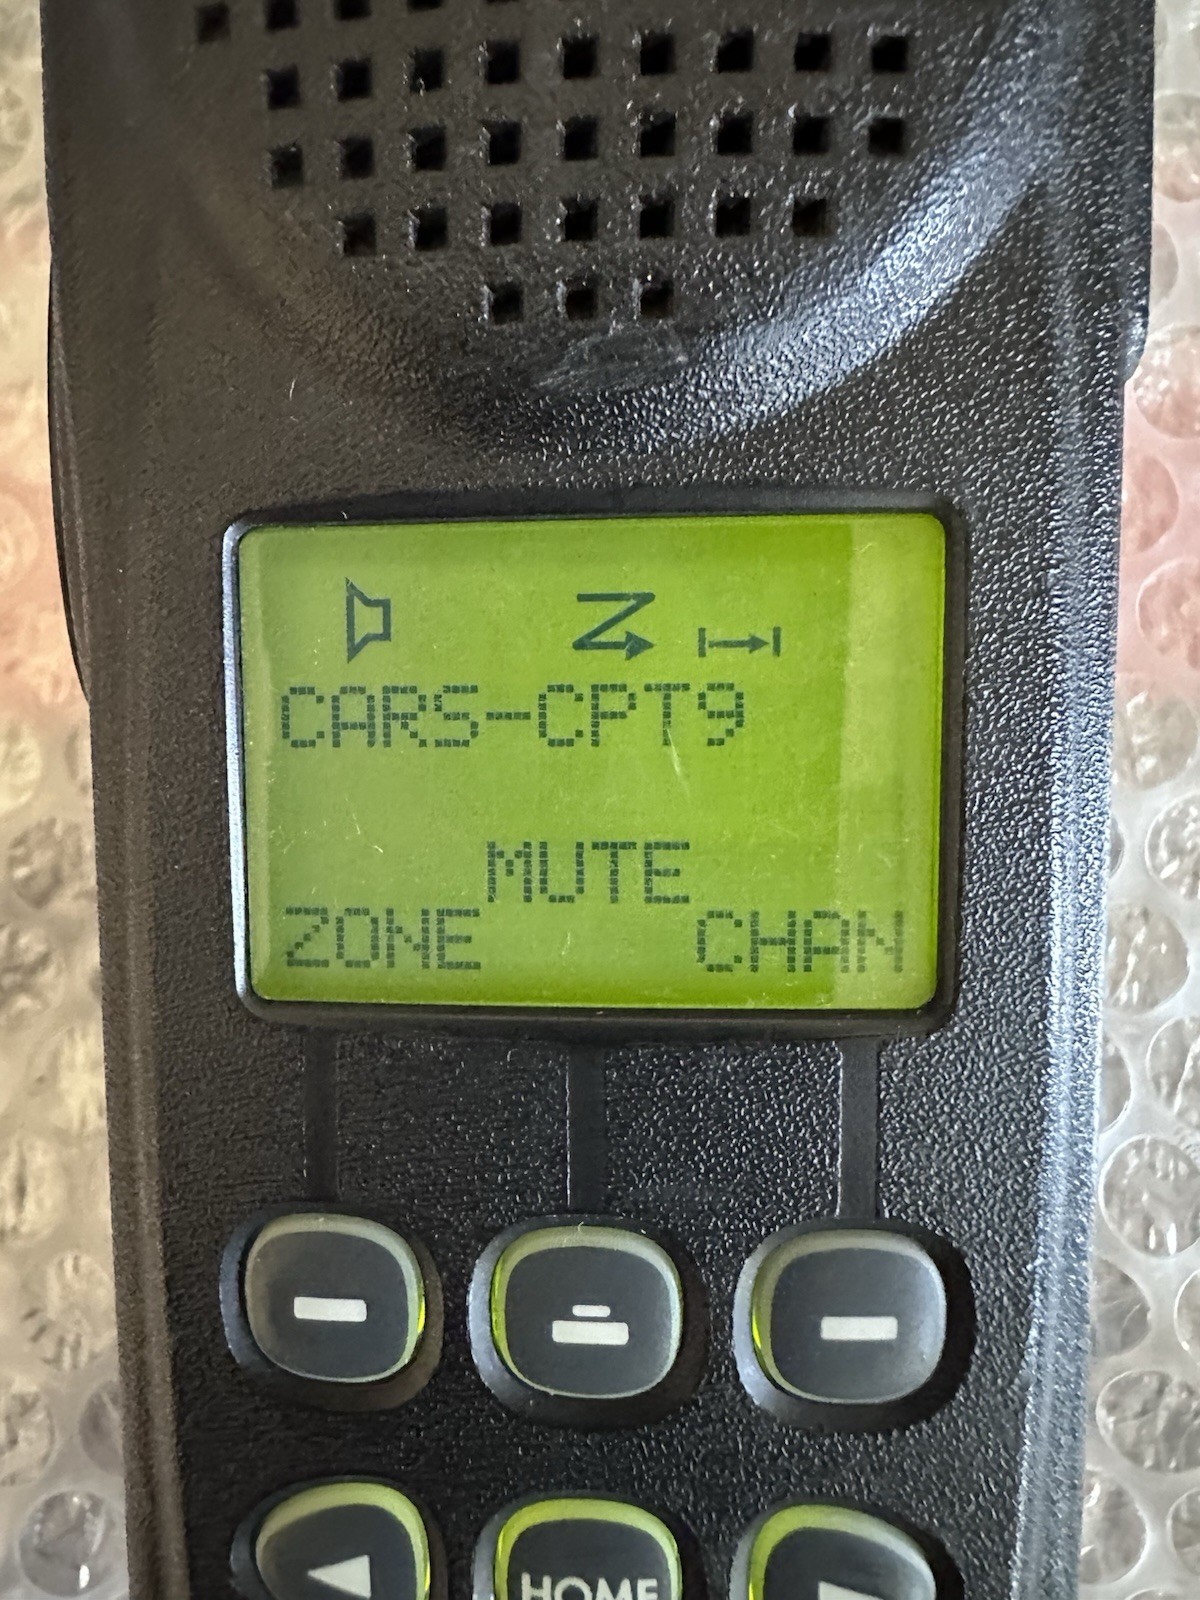 CARS-CPT9
MUTE
ZONE CHAN
HOME